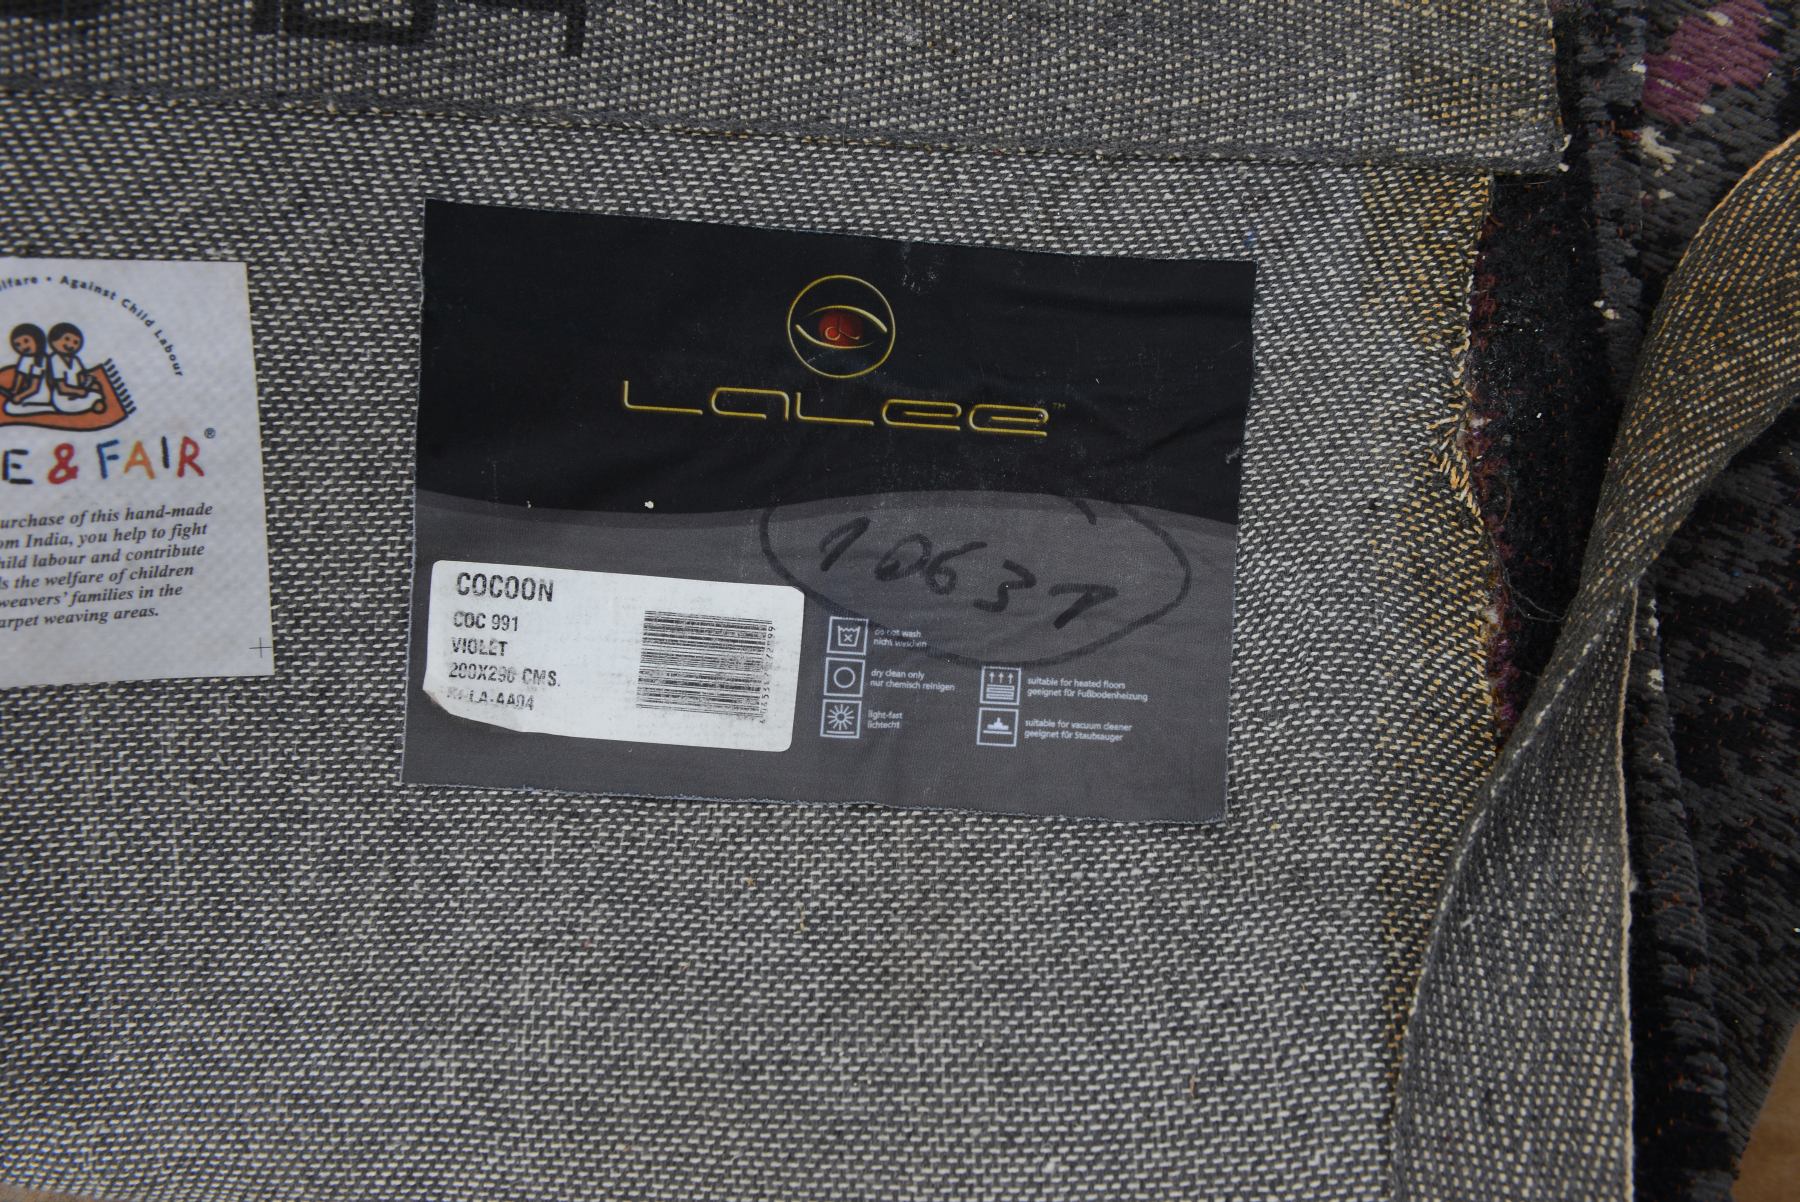 lfare • Against Child Labour
E & FAIR®
urchase of this hand-made
om India, you help to fight
hild labour and contribute
ls the welfare of children
weavers' families in the
arpet weaving areas.
LaLee™
COCOON
COC 991
VIOLET
200X290 CMS.
LA-AA04
do not wash
nicht waschen
dry clean only
nur chemisch reinigen
light-fast
lichtecht
suitable for heated floors
geeignet für Fußbodenheizung
suitable for vacuum cleaner
geeignet für Staubsauger